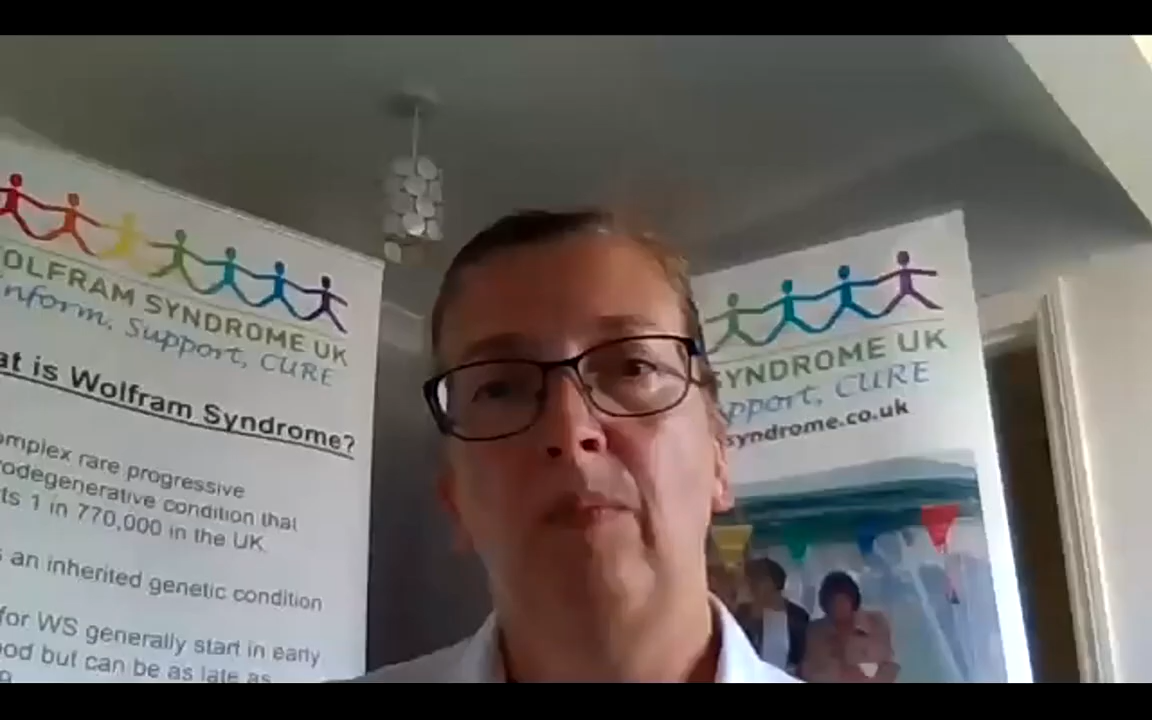 OLFRAM SYNDROME UK
nform, Support, CURE
at is Wolfram Syndrome?
omplex rare progressive
rodegenerative condition that
ts 1 in 770,000 in the UK
s an inherited genetic condition
for WS generally start in early
ood but can be as late as
SYNDROME UK
pport, CURE
syndrome.co.uk